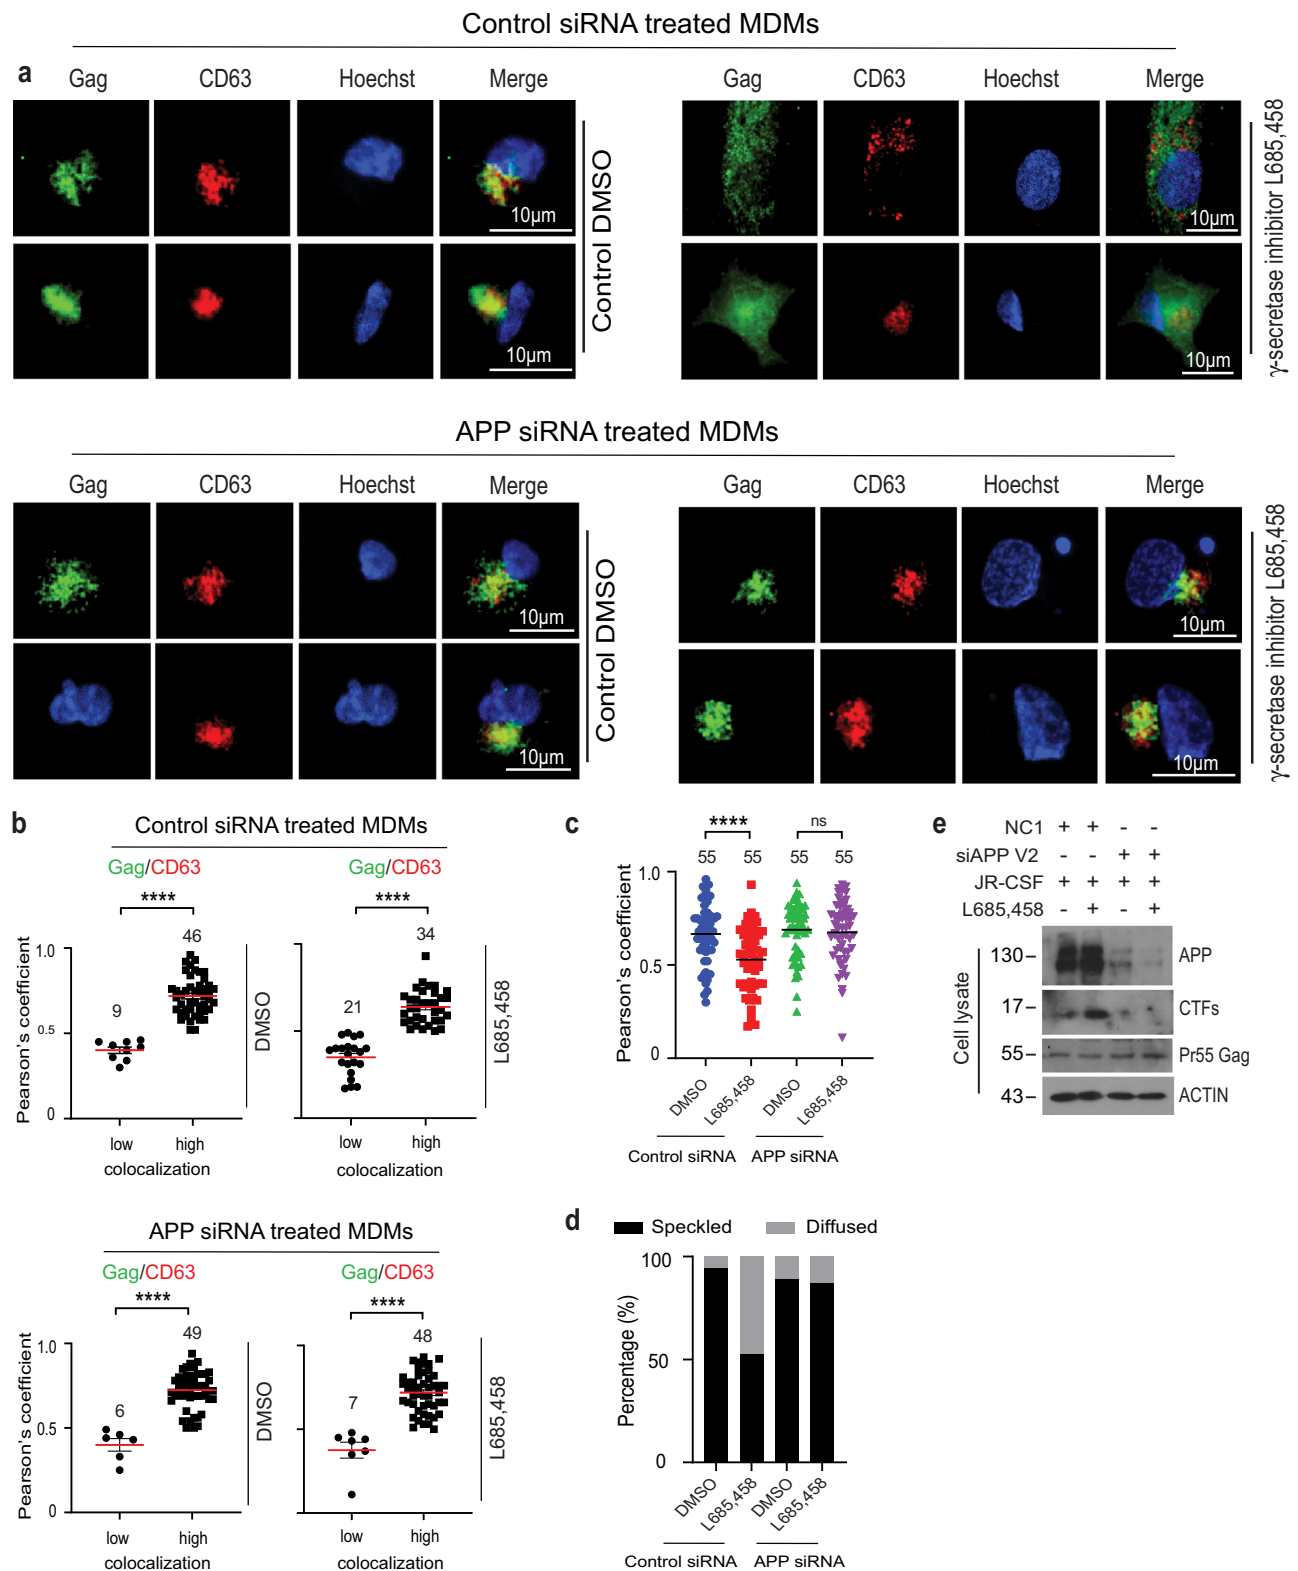 Control siRNA treated MDMs
a
Gag CD63 Hoechst Merge
Gag CD63 Hoechst Merge
10µm
10µm
Control DMSO
10µm
10µm
γ-secretase inhibitor L685,458
APP siRNA treated MDMs
Gag CD63 Hoechst Merge
Gag CD63 Hoechst Merge
10µm
10µm
Control DMSO
10µm
10µm
γ-secretase inhibitor L685,458
b
Control siRNA treated MDMs
Gag/CD63
****
46
9
1.0
0.5
0
Pearson's coefficient
low high
colocalization
DMSO
Gag/CD63
****
34
21
low high
colocalization
L685,458
APP siRNA treated MDMs
Gag/CD63
****
49
6
1.0
0.5
0
Pearson's coefficient
low high
colocalization
DMSO
Gag/CD63
****
48
7
low high
colocalization
L685,458
c
**** ns
55 55 55 55
1.0
0.5
0
Pearson's coefficient
DMSO L685,458 DMSO L685,458
Control siRNA APP siRNA
d
Speckled Diffused
100
50
0
Percentage (%)
DMSO L685,458 DMSO L685,458
Control siRNA APP siRNA
e
NC1 + + - -
siAPP V2 - - + +
JR-CSF + + + +
L685,458 - + - +
130 APP
17 CTFs
55 Pr55 Gag
43 ACTIN
Cell lysate